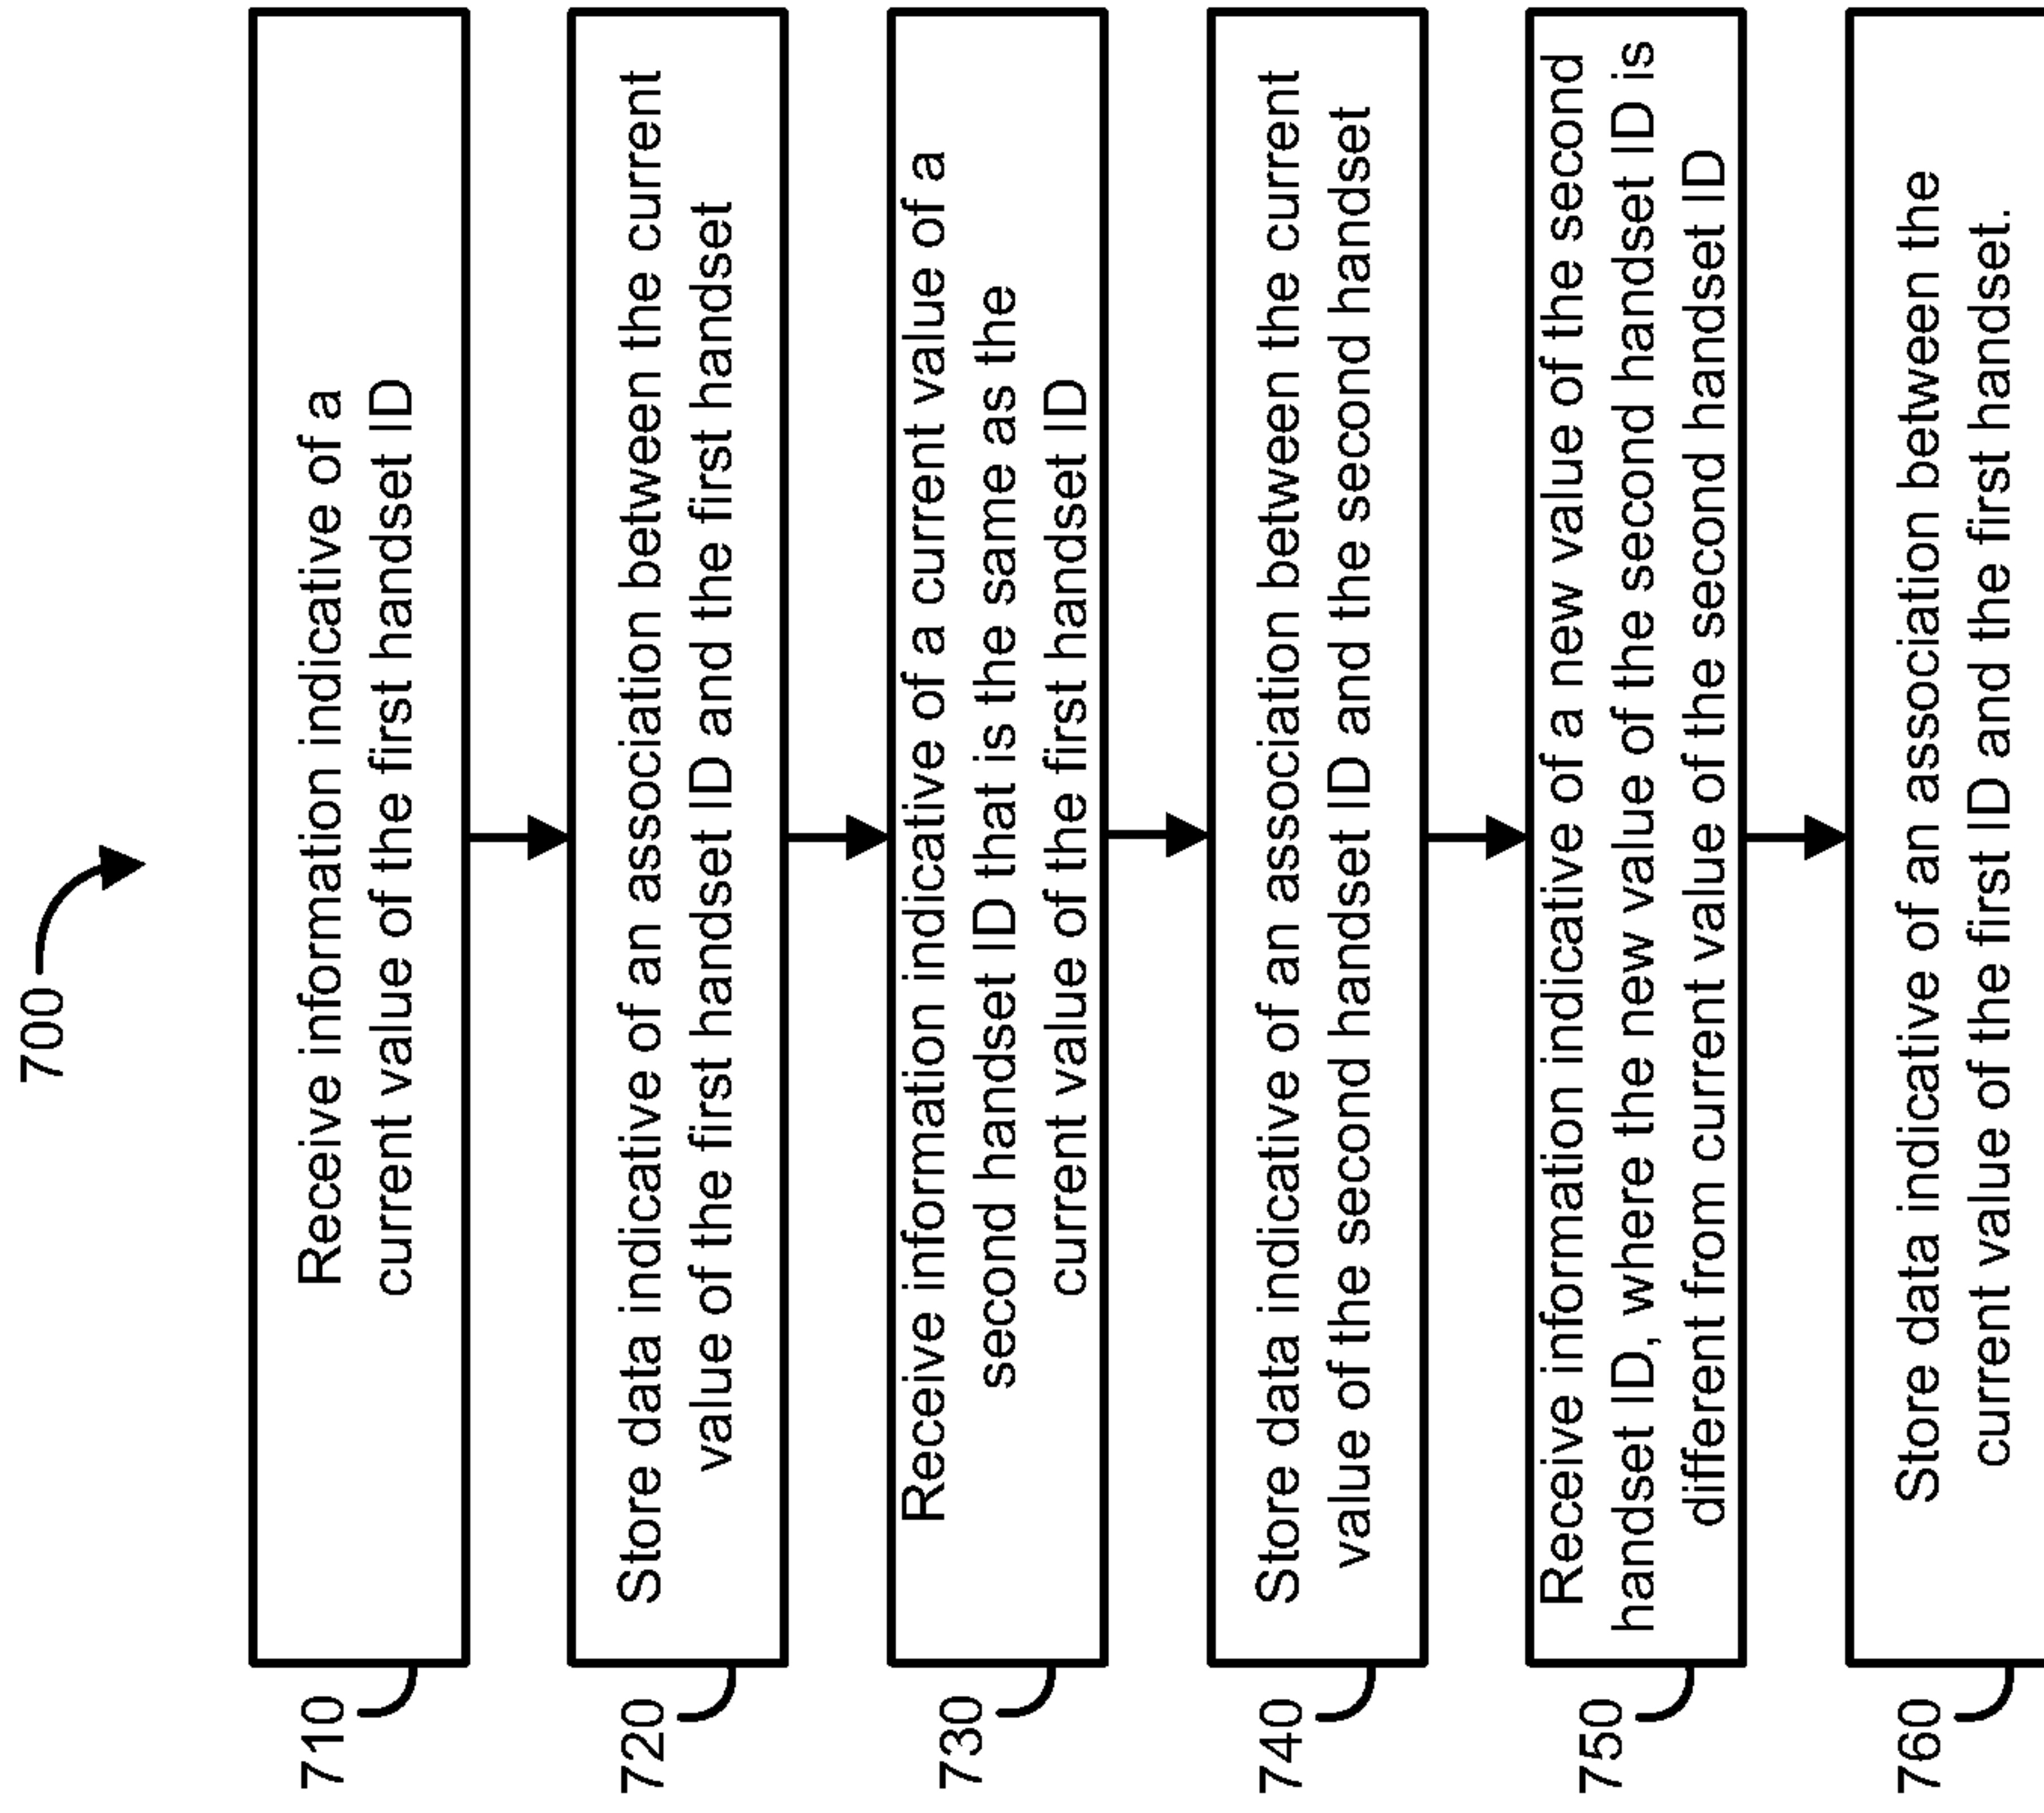 700
710
Receive information indicative of a
current value of the first handset ID
720
Store data indicative of an association between the current
value of the first handset ID and the first handset
730
Receive information indicative of a current value of a
second handset ID that is the same as the
current value of the first handset ID
740
Store data indicative of an association between the current
value of the second handset ID and the second handset
750
Receive information indicative of a new value of the second
handset ID, where the new value of the second handset ID is
different from current value of the second handset ID
760
Store data indicative of an association between the
current value of the first ID and the first handset.